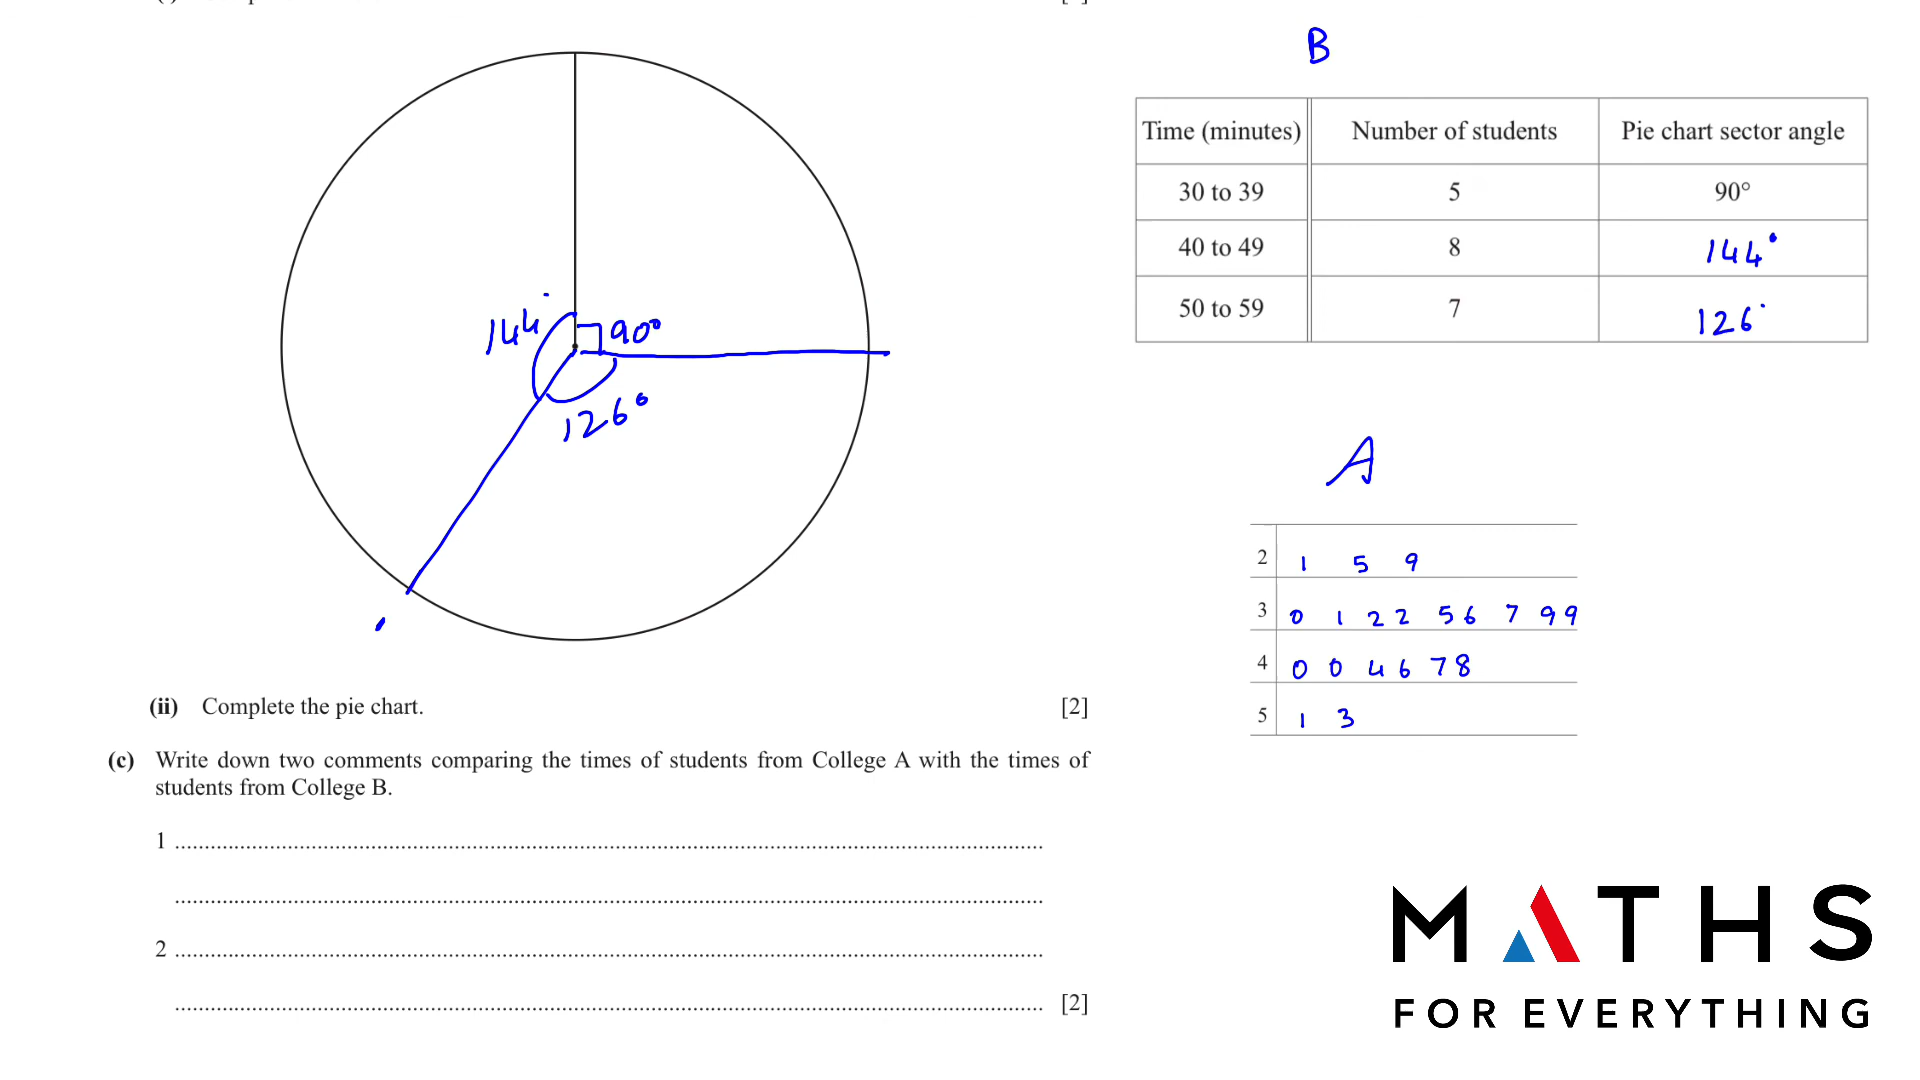 B
Time (minutes) Number of students Pie chart sector angle
30 to 39 5 90°
40 to 49 8 144°
50 to 59 7 126°
144° 90°
126°
A
2 1 5 9
3 0 1 2 2 5 6 7 9 9
4 0 0 4 6 7 8
5 1 3
(ii) Complete the pie chart. [2]
(c) Write down two comments comparing the times of students from College A with the times of
students from College B.
1 ................................................................
................................................................
2 ................................................................
................................................................ [2]
MATHS
FOR EVERYTHING